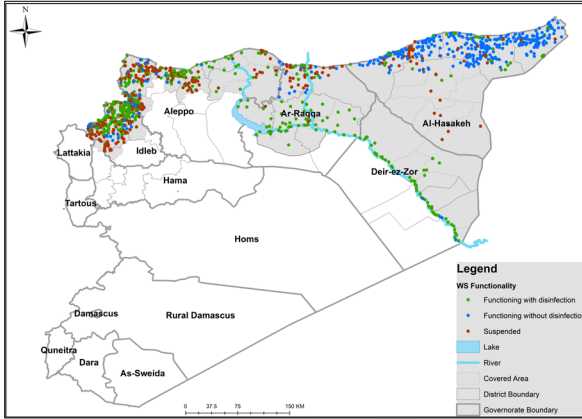 N
Aleppo
Ar-Raqqa
Al-Hasakeh
Lattakia
Idleb
Deir-ez-Zor
Hama
Tartous
Homs
Damascus
Rural Damascus
Quneitra
Dara
As-Sweida
Legend
WS Functionality
Functioning with disinfection
Functioning without disinfection
Suspended
Lake
River
Covered Area
District Boundary
Governorate Boundary
0 37.5 75 150 KM